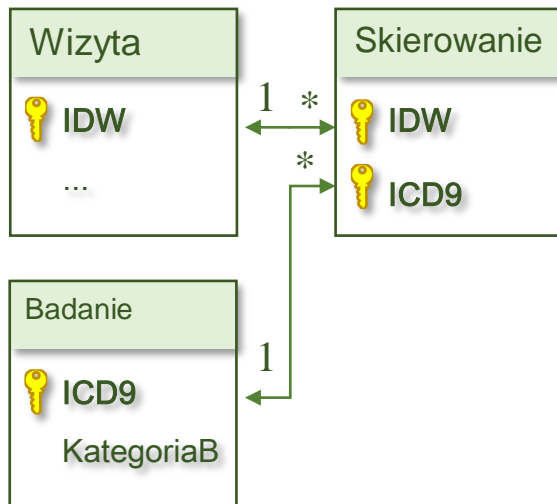 Wizyta
IDW
...
Skierowanie
IDW
ICD9
1 *
*
1
Badanie
ICD9
KategoriaB